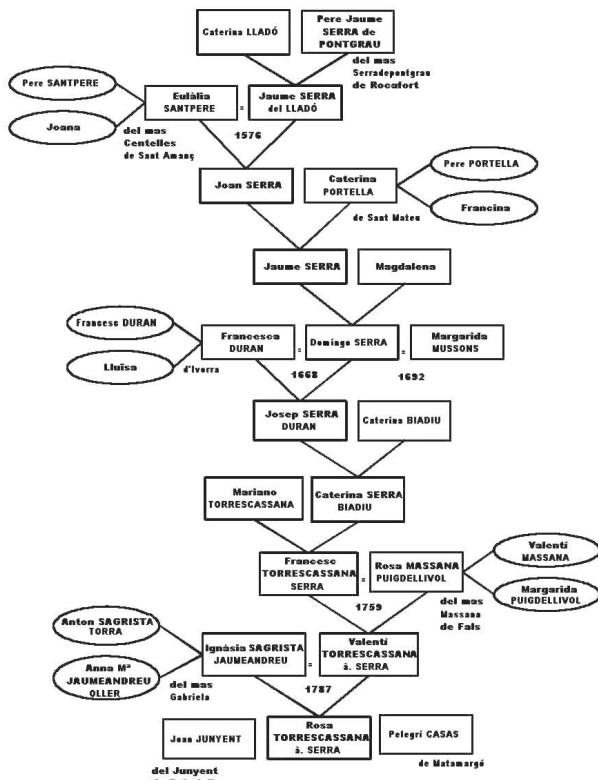 Caterina LLADÓ
Pere Jaume
SERRA de
PONTGRAU
del mas
Serradepontgrau
de Rocafort
Pere SANTPERE
Joana
Eulàlia
SANTPERE
=
Jaume SERRA
del LLADÓ
del mas
Centelles
de Sant Amanç
1576
Joan SERRA
Caterina
PORTELLA
de Sant Mateu
Pere PORTELLA
Francina
Jaume SERRA
Magdalena
Francesc DURAN
Lluïsa
Francesca
DURAN
d'Ivorra
=
Domingo SERRA
=
Margarida
MUSSONS
1668
1692
Josep SERRA
DURAN
Caterina BIADIU
Mariano
TORRESCASSANA
Caterina SERRA
BIADIU
Francesc
TORRESCASSANA
SERRA
=
Rosa MASSANA
PUIGDELLIVOL
Valentí
MASSANA
Margarida
PUIGDELLIVOL
1759
del mas
Massana
de Fals
Anton SAGRISTA
TORRA
Anna Mª
JAUMEANDREU
OLLER
Ignàsia SAGRISTA
JAUMEANDREU
del mas
Gabriela
=
Valentí
TORRESCASSANA
à. SERRA
1787
Joan JUNYENT
del Junyent
Rosa
TORRESCASSANA
à. SERRA
Pelegrí CASAS
de Matamargó